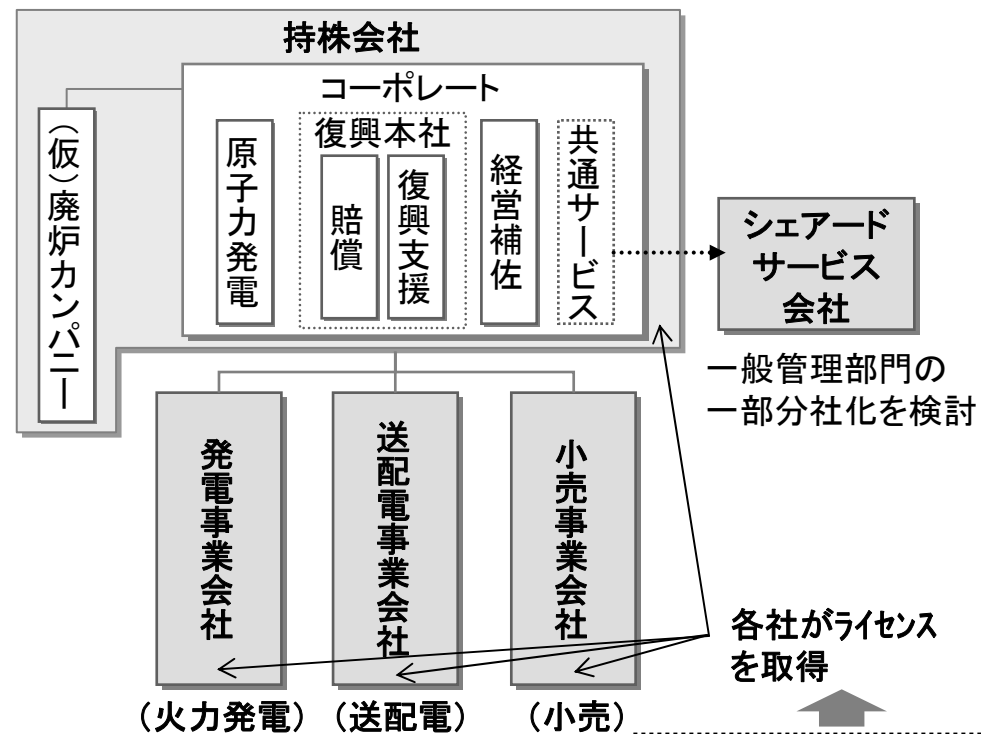 持株会社
コーポレート
（仮）廃炉カンパニー
原子力発電
復興本社
賠償
復興支援
経営補佐
共通サービス
シェアード
サービス
会社
一般管理部門の
一部分社化を検討
発電事業会社
送配電事業会社
小売事業会社
各社がライセンス
を取得
（火力発電）
（送配電）
（小売）